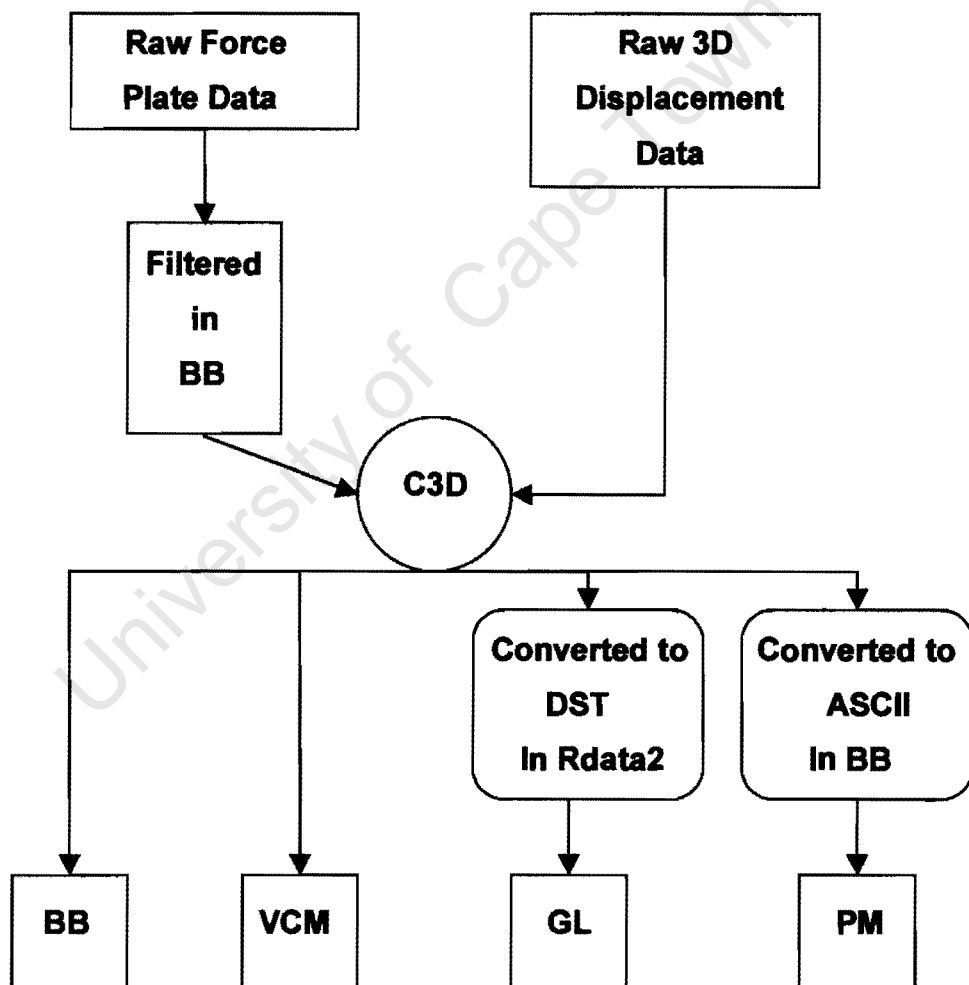 Raw Force
Plate Data
Raw 3D
Displacement
Data
Filtered
in
BB
C3D
Converted to
DST
In Rdata2
Converted to
ASCII
In BB
BB
VCM
GL
PM
University of Cape Town